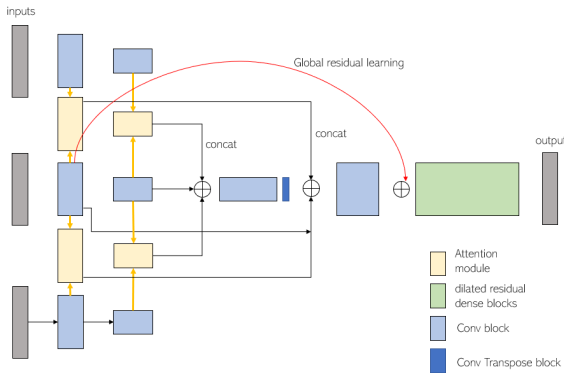 inputs
Global residual learning
concat
concat
output
Attention
module
dilated residual
dense blocks
Conv block
Conv Transpose block